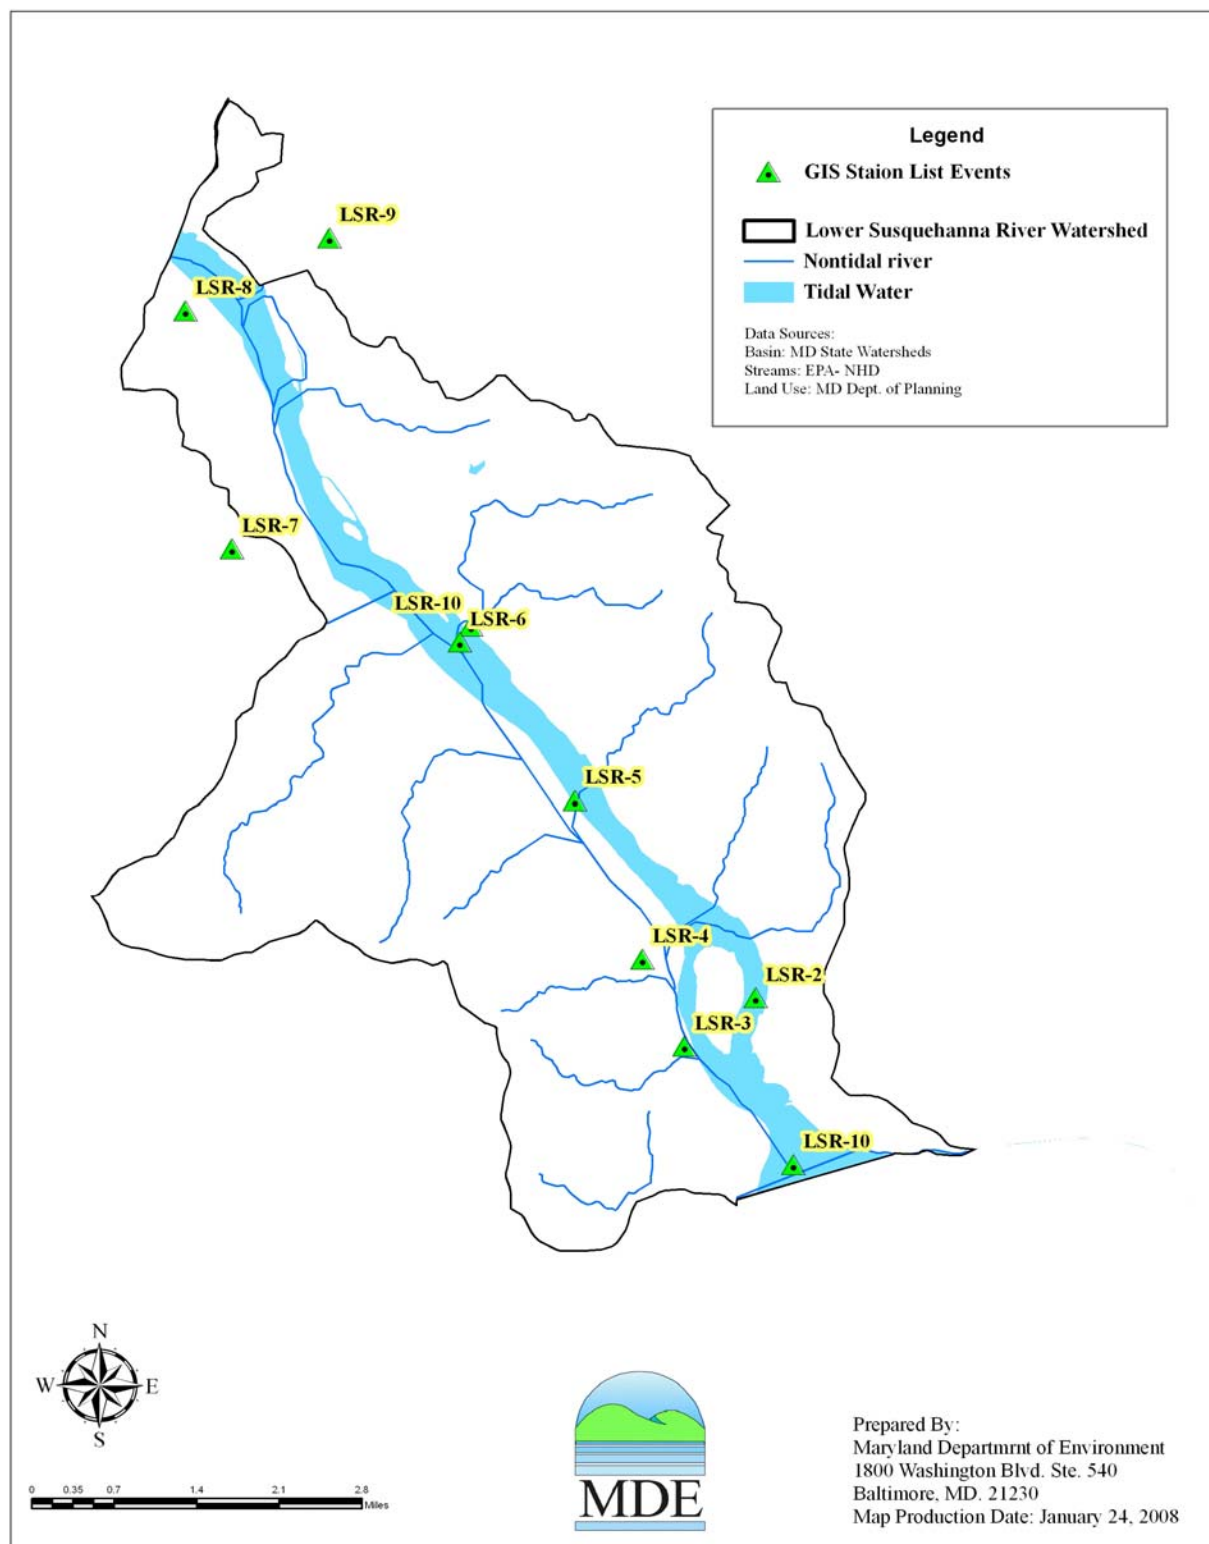 Legend
GIS Staion List Events
Lower Susquehanna River Watershed
Nontidal river
Tidal Water
Data Sources:
Basin: MD State Watersheds
Streams: EPA- NHD
Land Use: MD Dept. of Planning
LSR-9
LSR-8
LSR-7
LSR-10
LSR-6
LSR-5
LSR-4
LSR-2
LSR-3
LSR-10
N
W E
S
0 0.35 0.7 1.4 2.1 2.8
Miles
MDE
Prepared By:
Maryland Departmrnt of Environment
1800 Washington Blvd. Ste. 540
Baltimore, MD. 21230
Map Production Date: January 24, 2008